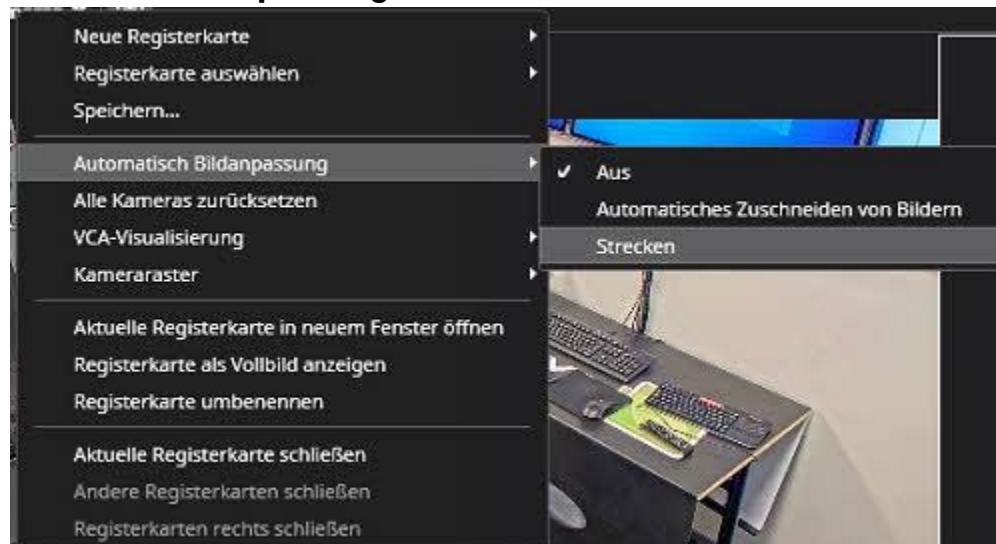 Neue Registerkarte
Registerkarte auswählen
Speichern...
Automatisch Bildanpassung
Alle Kameras zurücksetzen
VCA-Visualisierung
Kameraraster
Aktuelle Registerkarte in neuem Fenster öffnen
Registerkarte als Vollbild anzeigen
Registerkarte umbenennen
Aktuelle Registerkarte schließen
Andere Registerkarten schließen
Registerkarten rechts schließen
Aus
Automatisches Zuschneiden von Bildern
Strecken